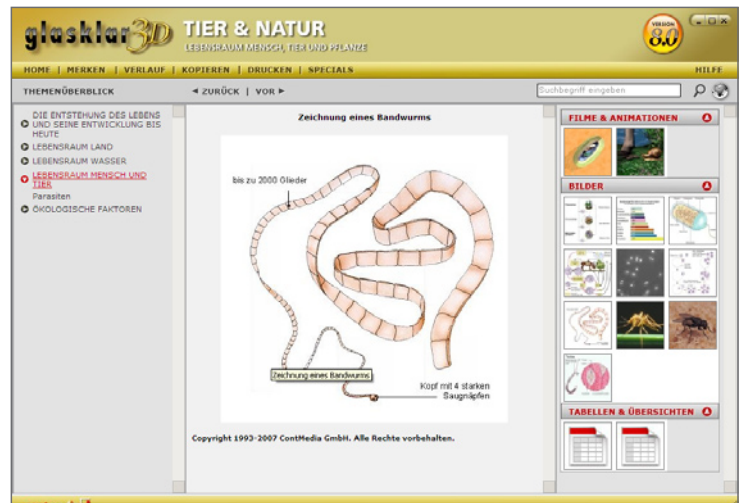 glasklar3D
TIER & NATUR
LEBENSRAUM MENSCH, TIER UND PFLANZE
VERSION
8.0
HOME | MERKEN | VERLAUF | KOPIEREN | DRUCKEN | SPECIALS
HILFE
THEMENÜBERBLICK
◄ ZURÜCK | VOR ►
Suchbegriff eingeben
DIE ENTSTEHUNG DES LEBENS
UND SEINE ENTWICKLUNG BIS
HEUTE
LEBENSRAUM LAND
LEBENSRAUM WASSER
LEBENSRAUM MENSCH UND
TIER
Parasiten
ÖKOLOGISCHE FAKTOREN
Zeichnung eines Bandwurms
bis zu 2000 Glieder
Zeichnung eines Bandwurms
Kopf mit 4 starken
Saugnäpfen
Copyright 1993-2007 ContMedia GmbH. Alle Rechte vorbehalten.
FILME & ANIMATIONEN
BILDER
TABELLEN & ÜBERSICHTEN